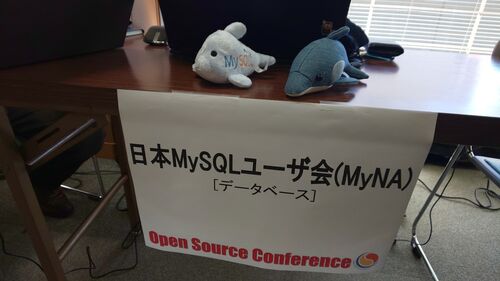 MySQL
日本MySQLユーザ会(MyNA)
[データベース]
Open Source Conference